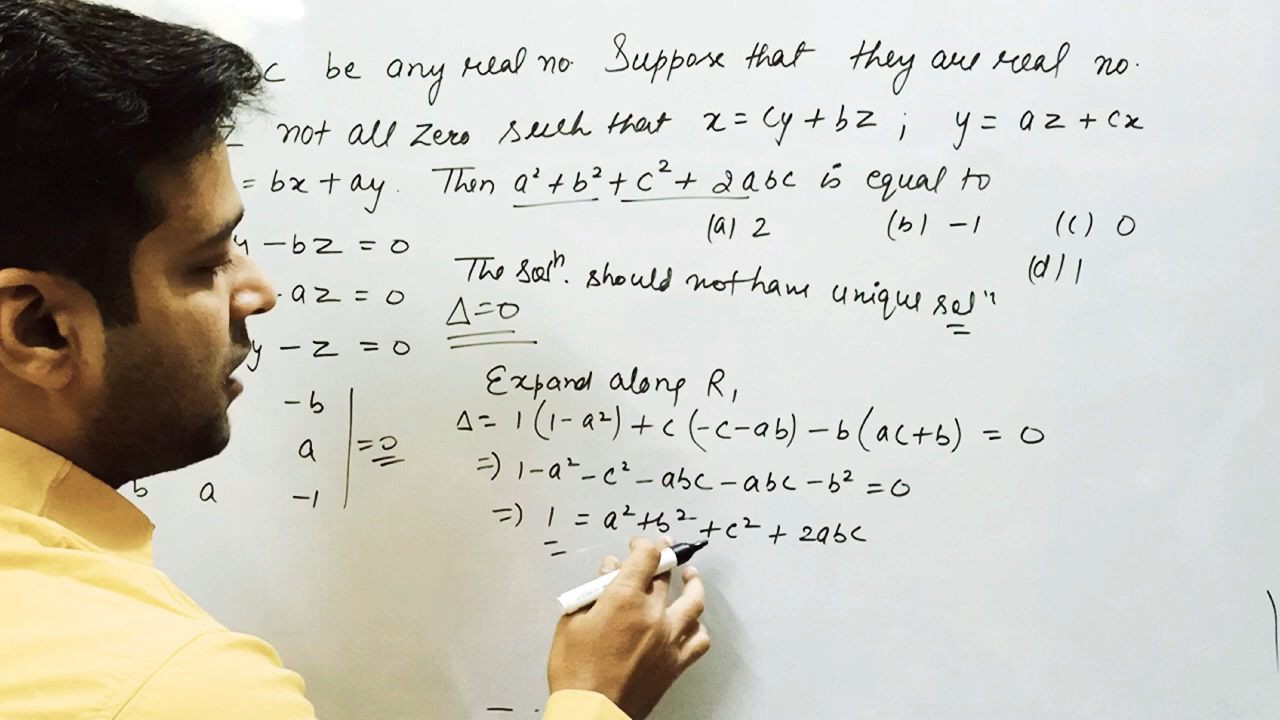 c be any real no. Suppose that they are real no.
z not all zero such that x = cy + bz ; y = az + cx
= bx + ay. Then a² + b² + c² + 2abc is equal to
(a) 2 (b) -1 (c) 0
(d) 1
y - bz = 0
az = 0
y - z = 0
The solⁿ. should not have unique solⁿ
Δ = 0
-b
a = 0
b a -1
Expand along R₁
Δ = 1(1-a²) + c(-c-ab) - b(ac+b) = 0
=) 1 - a² - c² - abc - abc - b² = 0
=) 1 = a² + b² + c² + 2abc